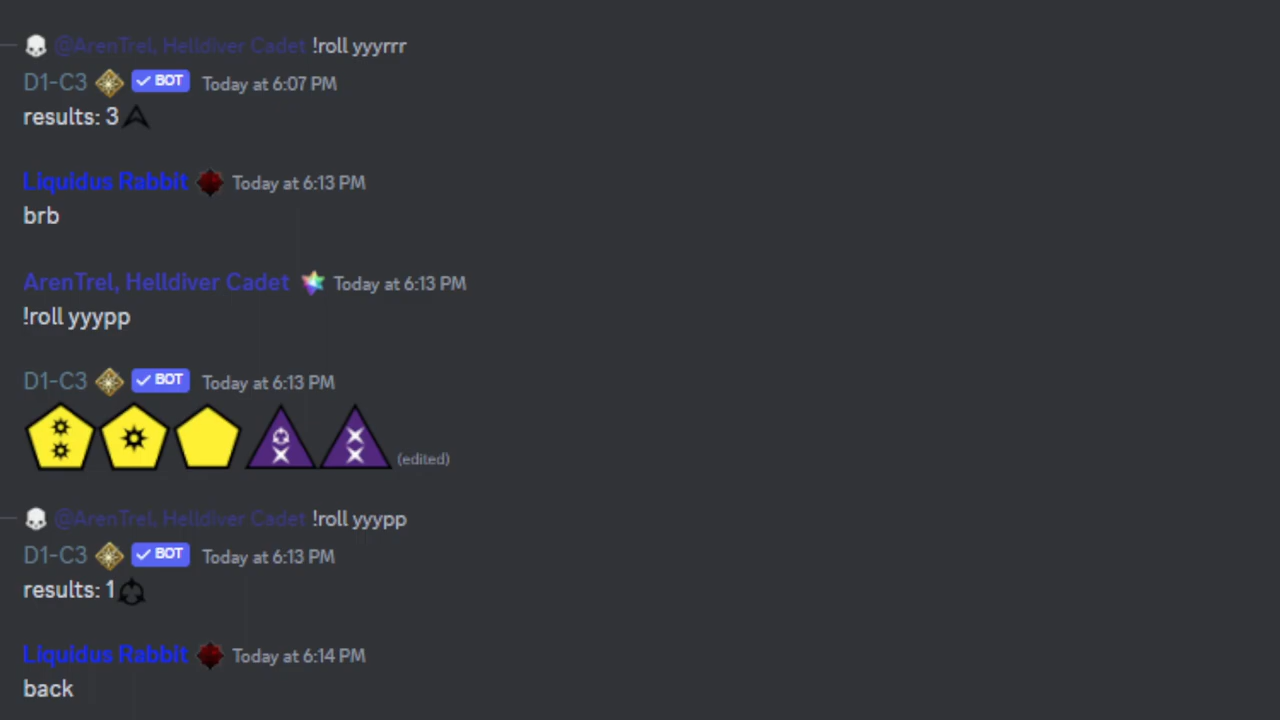 @ArenTrel, Helldiver Cadet !roll yyyrrr
D1-C3 BOT Today at 6:07 PM
results: 3
Liquidus Rabbit Today at 6:13 PM
brb
ArenTrel, Helldiver Cadet Today at 6:13 PM
!roll yyypp
D1-C3 BOT Today at 6:13 PM
(edited)
@ArenTrel, Helldiver Cadet !roll yyypp
D1-C3 BOT Today at 6:13 PM
results: 1
Liquidus Rabbit Today at 6:14 PM
back